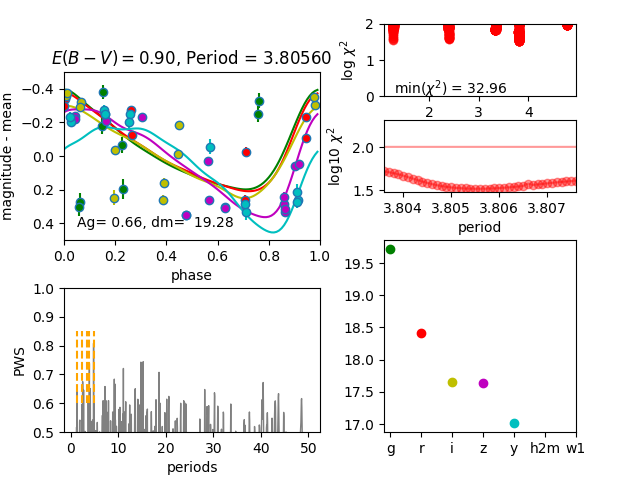 E(B − V) = 0.90, Period = 3.80560
magnitude - mean
−0.4
−0.2
0.0
0.2
0.4
Ag= 0.66, dm= 19.28
0.0 0.2 0.4 0.6 0.8 1.0
phase
log χ²
2
1
0
min(χ²) = 32.96
2 3 4
log10 χ²
2.0
1.5
3.804 3.805 3.806 3.807
period
PWS
1.0
0.9
0.8
0.7
0.6
0.5
0 10 20 30 40 50
periods
19.5
19.0
18.5
18.0
17.5
17.0
g r i z y h2m w1